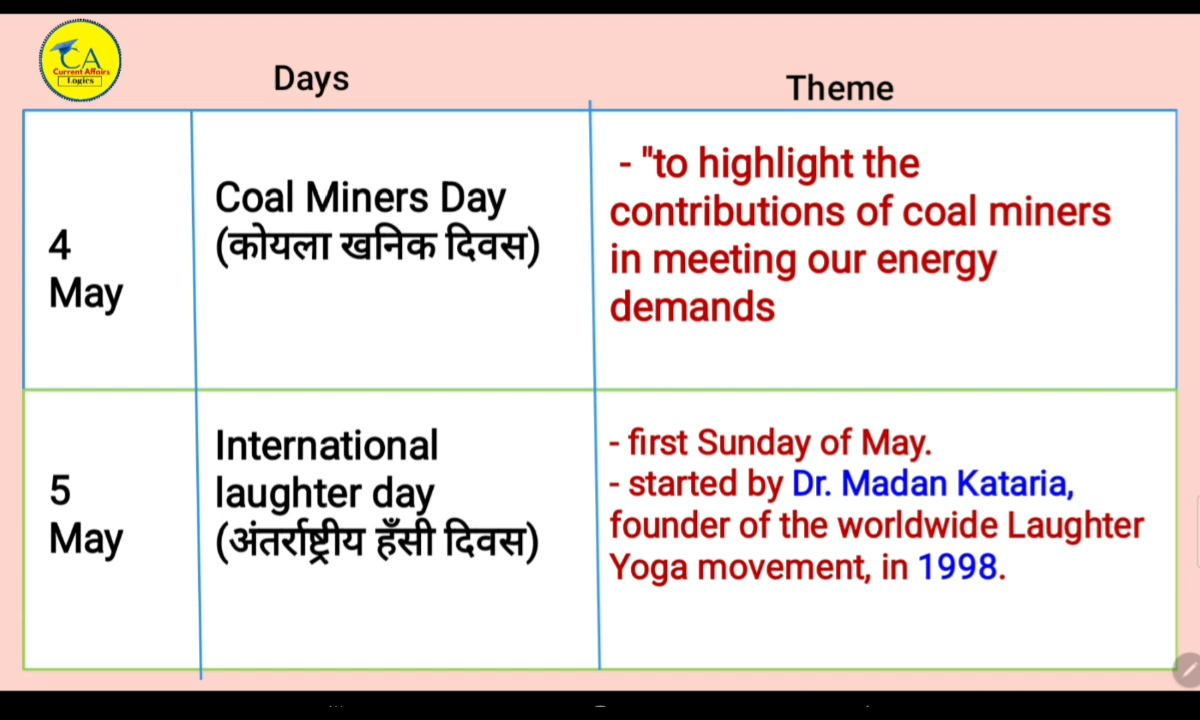 CA
Current Affairs
Logics
Days
Theme
4
May
Coal Miners Day
(कोयला खनिक दिवस)
- "to highlight the
contributions of coal miners
in meeting our energy
demands
5
May
International
laughter day
(अंतर्राष्ट्रीय हँसी दिवस)
- first Sunday of May.
- started by Dr. Madan Kataria,
founder of the worldwide Laughter
Yoga movement, in 1998.